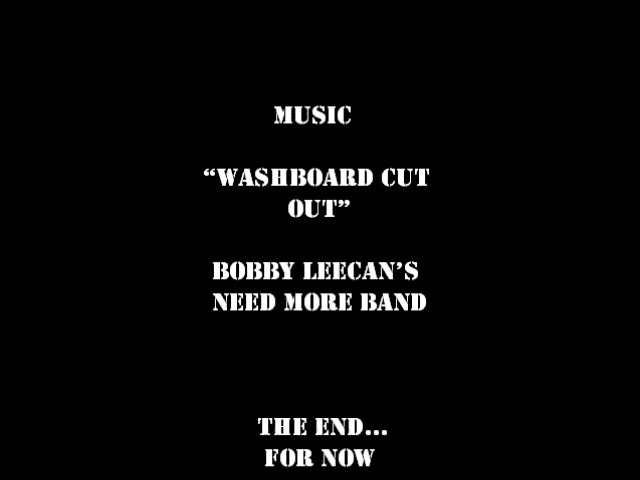 MUSIC
“WASHBOARD CUT
OUT”
BOBBY LEECAN’S
NEED MORE BAND
THE END...
FOR NOW